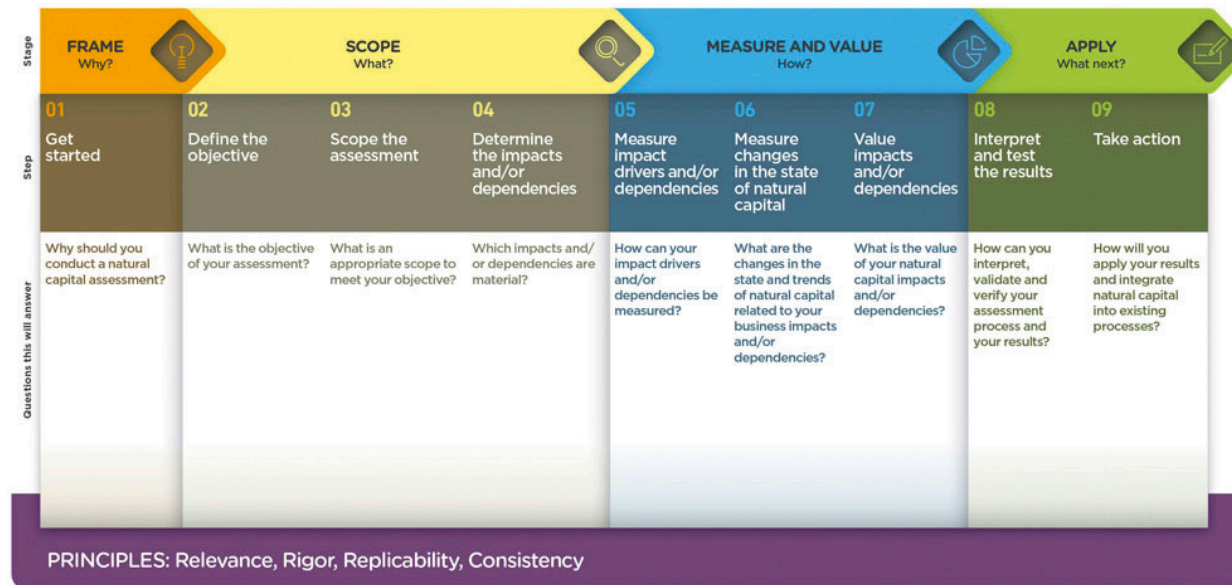 Stage
FRAME
Why?
SCOPE
What?
MEASURE AND VALUE
How?
APPLY
What next?
Step
01
Get
started
02
Define the
objective
03
Scope the
assessment
04
Determine
the impacts
and/or
dependencies
05
Measure
impact
drivers and/or
dependencies
06
Measure
changes
in the state
of natural
capital
07
Value
impacts
and/or
dependencies
08
Interpret
and test
the results
09
Take action
Questions this will answer
Why should you
conduct a natural
capital assessment?
What is the objective
of your assessment?
What is an
appropriate scope to
meet your objective?
Which impacts and/
or dependencies are
material?
How can your
impact drivers
and/or
dependencies be
measured?
What are the
changes in the
state and trends
of natural capital
related to your
business impacts
and/or
dependencies?
What is the value
of your natural
capital impacts
and/or
dependencies?
How can you
interpret,
validate and
verify your
assessment
process and
your results?
How will you
apply your results
and integrate
natural capital
into existing
processes?
PRINCIPLES: Relevance, Rigor, Replicability, Consistency